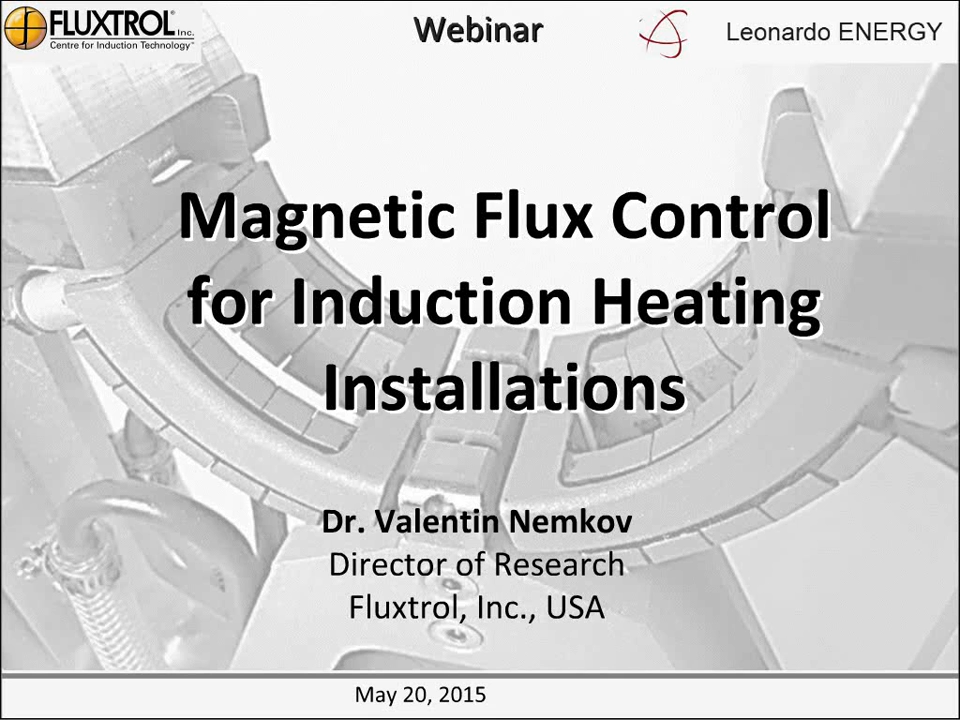 FLUXTROL Inc.
Centre for Induction Technology™
Webinar
Leonardo ENERGY
Magnetic Flux Control
for Induction Heating
Installations
Dr. Valentin Nemkov
Director of Research
Fluxtrol, Inc., USA
May 20, 2015